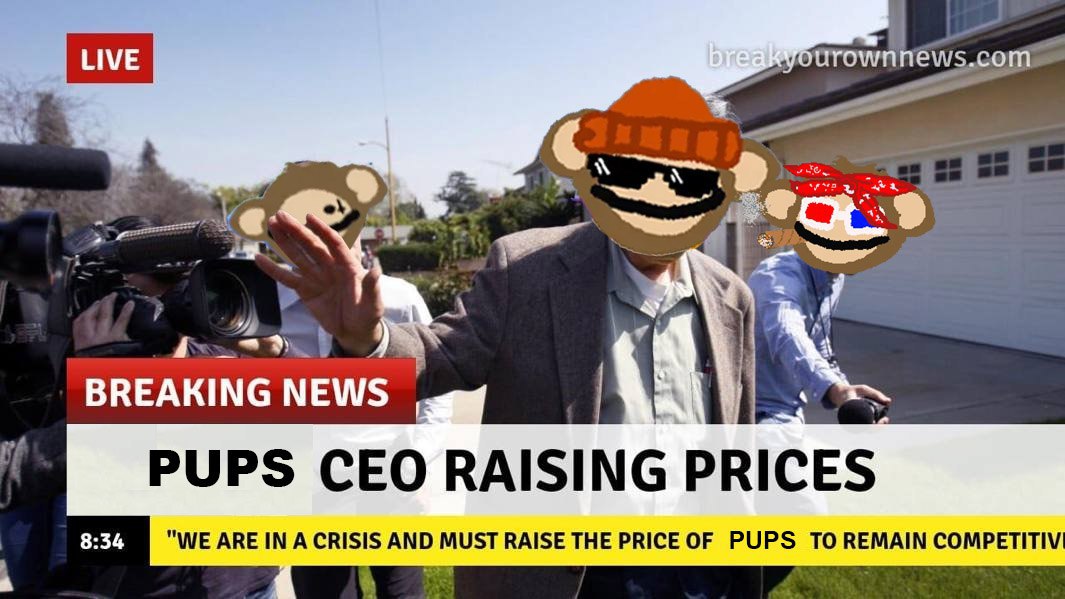 LIVE
breakyourownnews.com
BREAKING NEWS
PUPS CEO RAISING PRICES
8:34 "WE ARE IN A CRISIS AND MUST RAISE THE PRICE OF PUPS TO REMAIN COMPETITIV